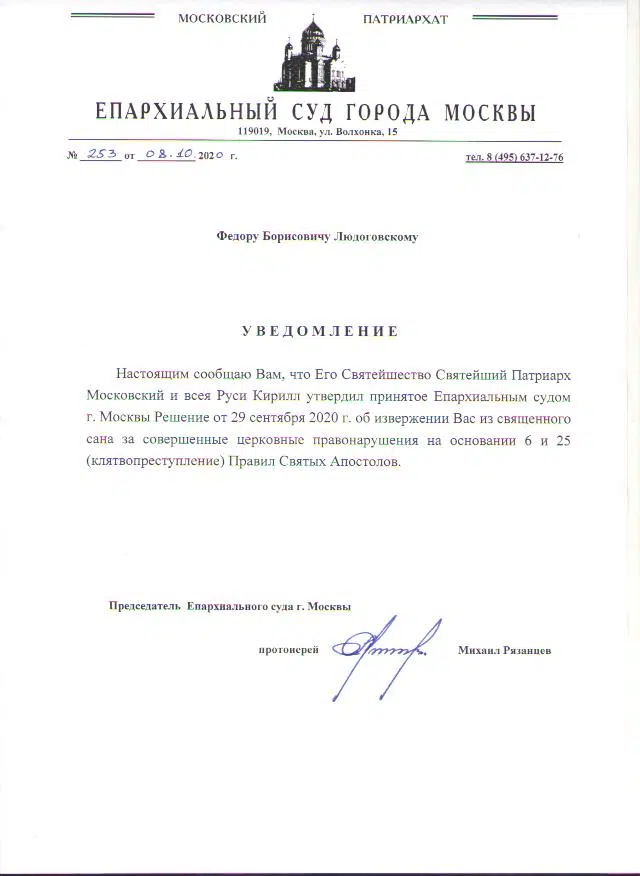 МОСКОВСКИЙ ПАТРИАРХАТ
ЕПАРХИАЛЬНЫЙ СУД ГОРОДА МОСКВЫ
119019, Москва, ул. Волхонка, 15
№ 253 от 08.10.2020 г. тел. 8 (495) 637-12-76
Федору Борисовичу Людоговскому
УВЕДОМЛЕНИЕ
Настоящим сообщаю Вам, что Его Святейшество Святейший Патриарх
Московский и всея Руси Кирилл утвердил принятое Епархиальным судом
г. Москвы Решение от 29 сентября 2020 г. об извержении Вас из священного
сана за совершенные церковные правонарушения на основании 6 и 25
(клятвопреступление) Правил Святых Апостолов.
Председатель Епархиального суда г. Москвы
протоиерей Михаил Рязанцев